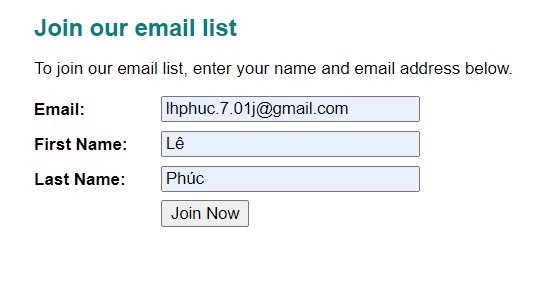 Join our email list
To join our email list, enter your name and email address below.
Email: lhphuc.7.01j@gmail.com
First Name: Lê
Last Name: Phúc
Join Now